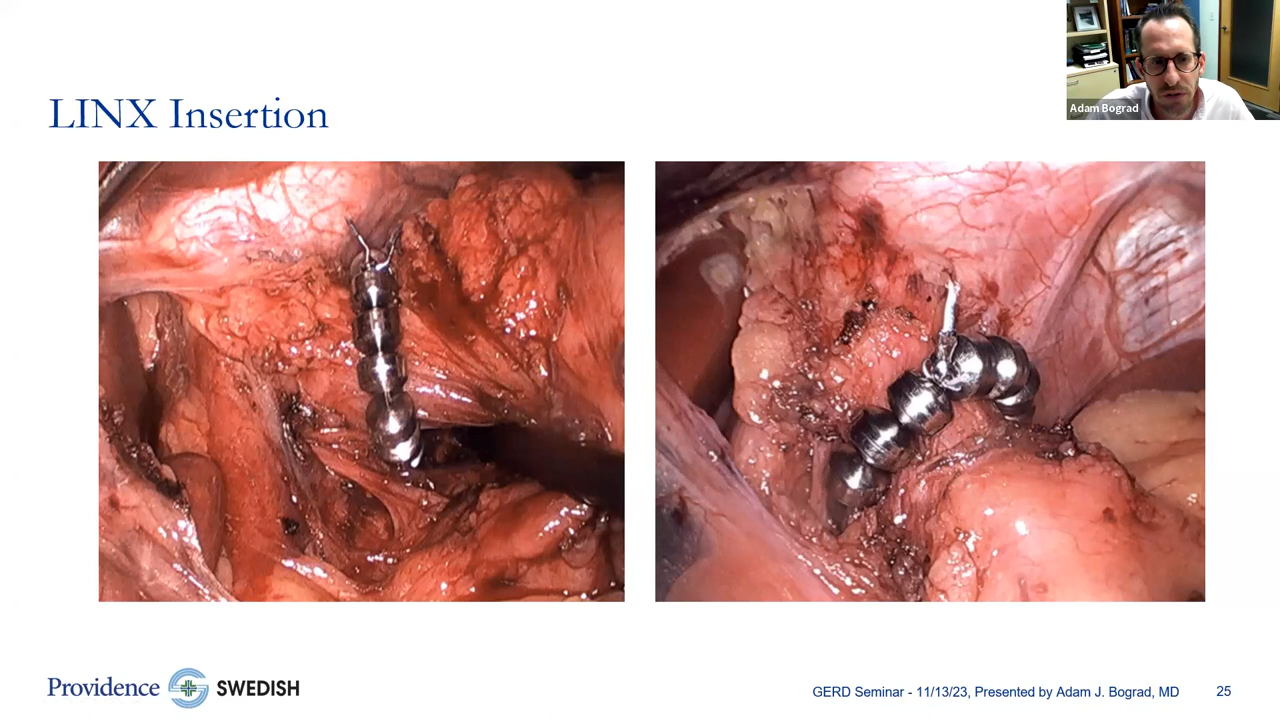 Adam Bograd
LINX Insertion
Providence SWEDISH
GERD Seminar - 11/13/23, Presented by Adam J. Bograd, MD 25